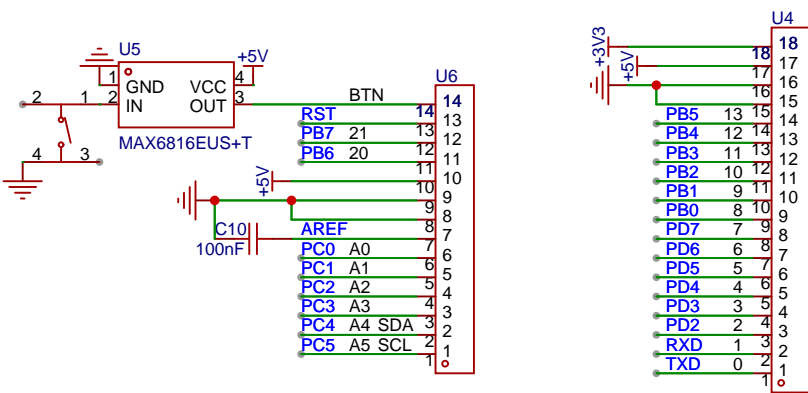 U5
+5V
1 GND VCC 4
2 1 2 IN OUT 3
MAX6816EUS+T
4 3
U6
BTN 14 14
RST 14 13
PB7 21 13 12
PB6 20 12 11
11 10
+5V
10 9
9 8
AREF 8 7
C10
100nF
PC0 A0 7 6
PC1 A1 6 5
PC2 A2 5 4
PC3 A3 4 3
PC4 A4 SDA 3 2
PC5 A5 SCL 2 1
1
U4
+3V3
18
18 17
+5V
17 16
16 15
PB5 13 15 14
PB4 12 14 13
PB3 11 13 12
PB2 10 12 11
PB1 9 11 10
PB0 8 10 9
PD7 7 9 8
PD6 6 8 7
PD5 5 7 6
PD4 4 6 5
PD3 3 5 4
PD2 2 4 3
RXD 1 3 2
TXD 0 2 1
1